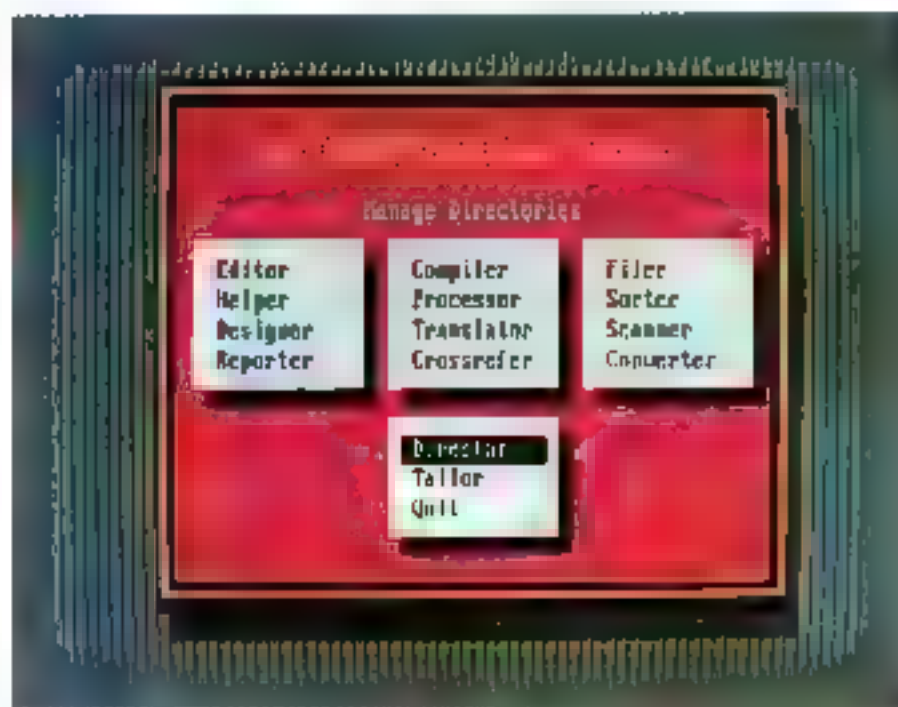 Manage Directories
Editor
Helper
Designer
Reporter
Compiler
Processor
Translator
Crossrefer
Filer
Sorter
Scanner
Converter
Director
Tailor
Quit